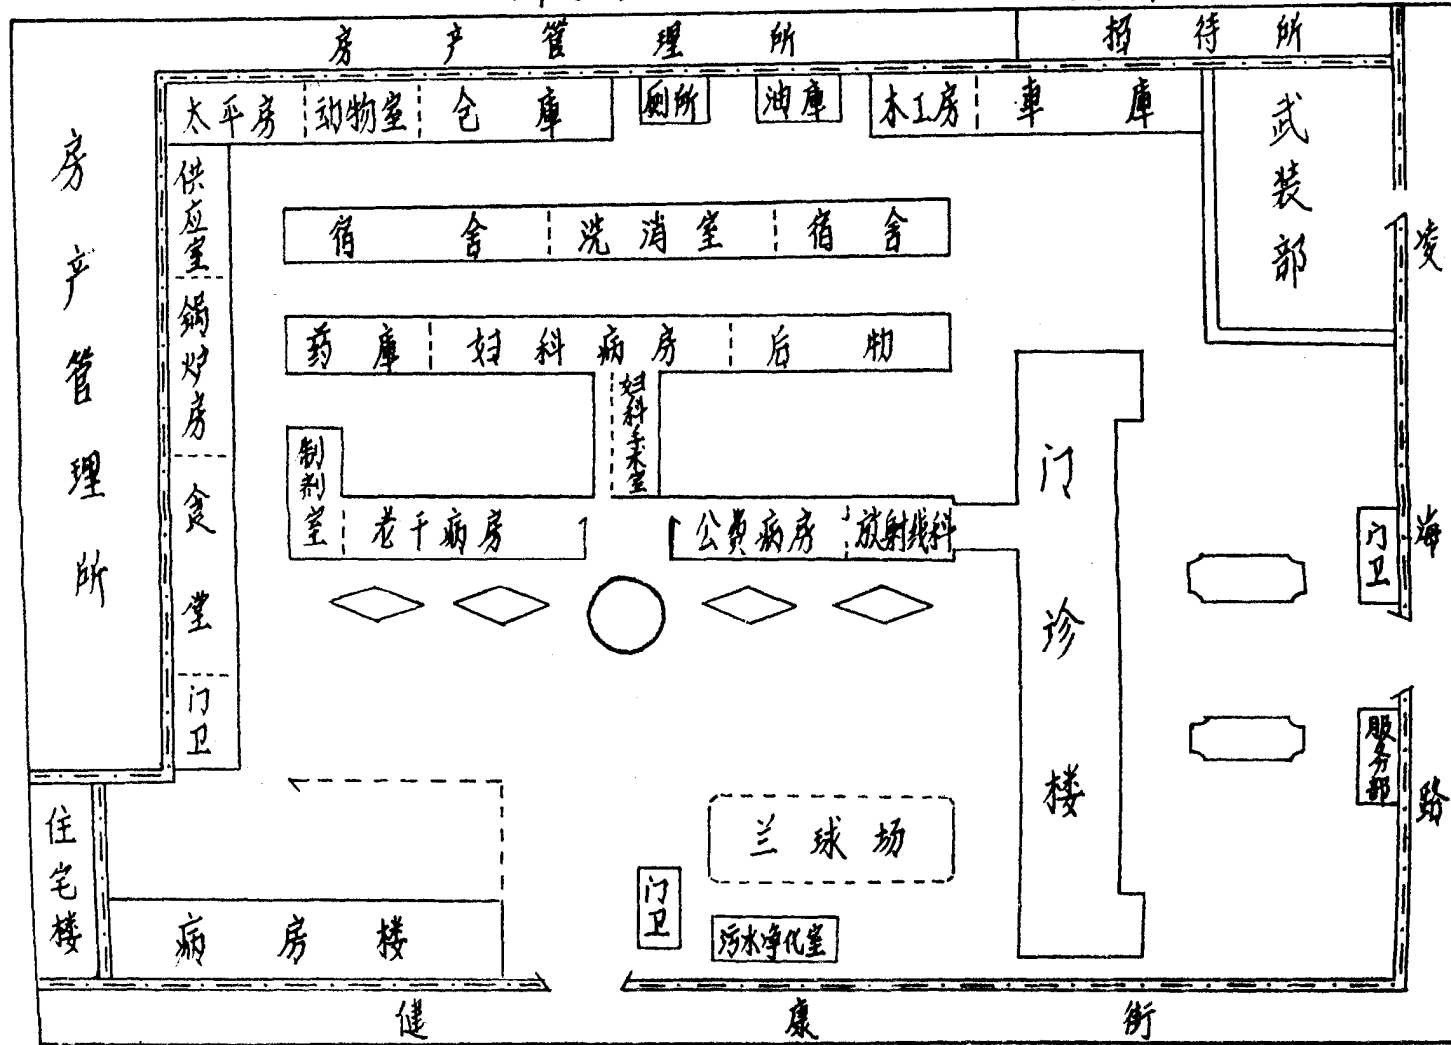 房产管理所
招待所
太平房
动物室
仓庫
厕所
油庫
木工房
車庫
武装部
房产管理所
供应室
锅炉房
食堂
门卫
宿舍
洗消室
宿舍
药庫
妇科病房
后勤
妇科手术室
制剂室
老干病房
公费病房
放射线科
门诊楼
凌海路
门卫
服务部
兰球场
门卫
污水净化室
住宅楼
病房楼
健康街